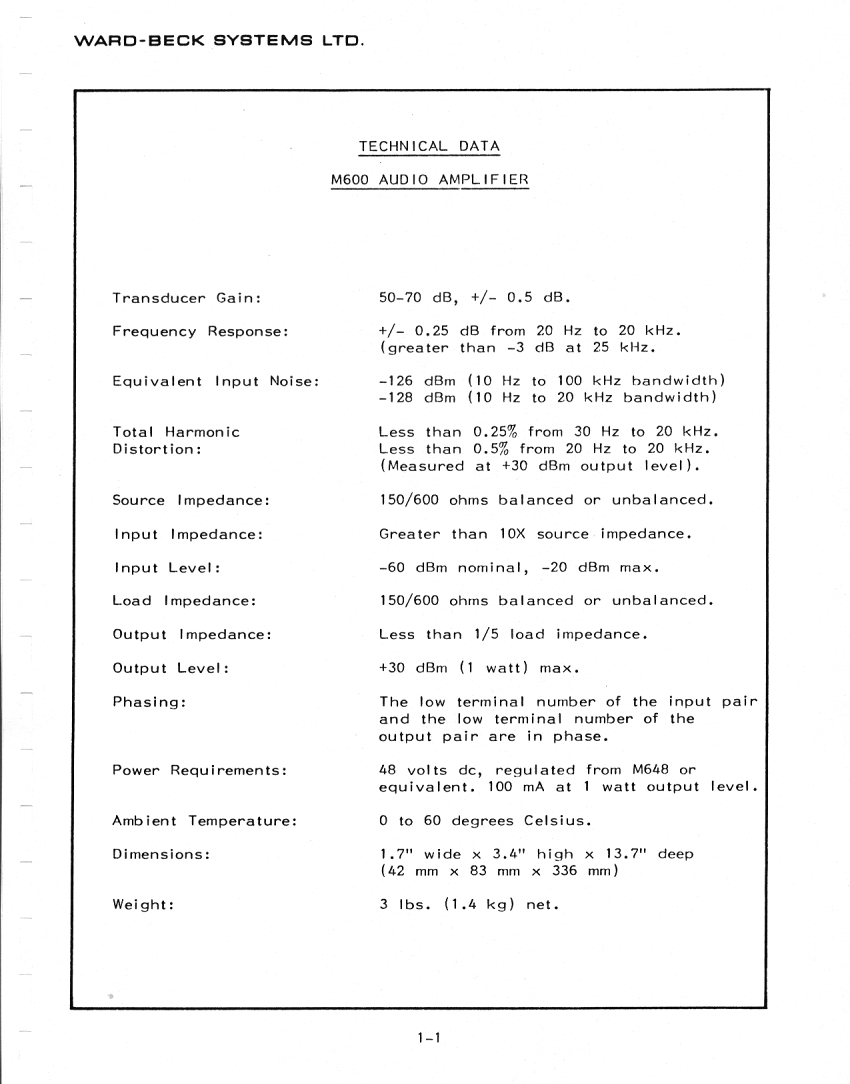 WARD-BECK SYSTEMS LTD.
TECHNICAL DATA
M600 AUDIO AMPLIFIER
Transducer Gain: 50-70 dB, +/- 0.5 dB.
Frequency Response: +/- 0.25 dB from 20 Hz to 20 kHz.
(greater than -3 dB at 25 kHz.
Equivalent Input Noise: -126 dBm (10 Hz to 100 kHz bandwidth)
-128 dBm (10 Hz to 20 kHz bandwidth)
Total Harmonic Less than 0.25% from 30 Hz to 20 kHz.
Distortion: Less than 0.5% from 20 Hz to 20 kHz.
(Measured at +30 dBm output level).
Source Impedance: 150/600 ohms balanced or unbalanced.
Input Impedance: Greater than 10X source impedance.
Input Level: -60 dBm nominal, -20 dBm max.
Load Impedance: 150/600 ohms balanced or unbalanced.
Output Impedance: Less than 1/5 load impedance.
Output Level: +30 dBm (1 watt) max.
Phasing: The low terminal number of the input pair
and the low terminal number of the
output pair are in phase.
Power Requirements: 48 volts dc, regulated from M648 or
equivalent. 100 mA at 1 watt output level.
Ambient Temperature: 0 to 60 degrees Celsius.
Dimensions: 1.7" wide x 3.4" high x 13.7" deep
(42 mm x 83 mm x 336 mm)
Weight: 3 lbs. (1.4 kg) net.
1-1